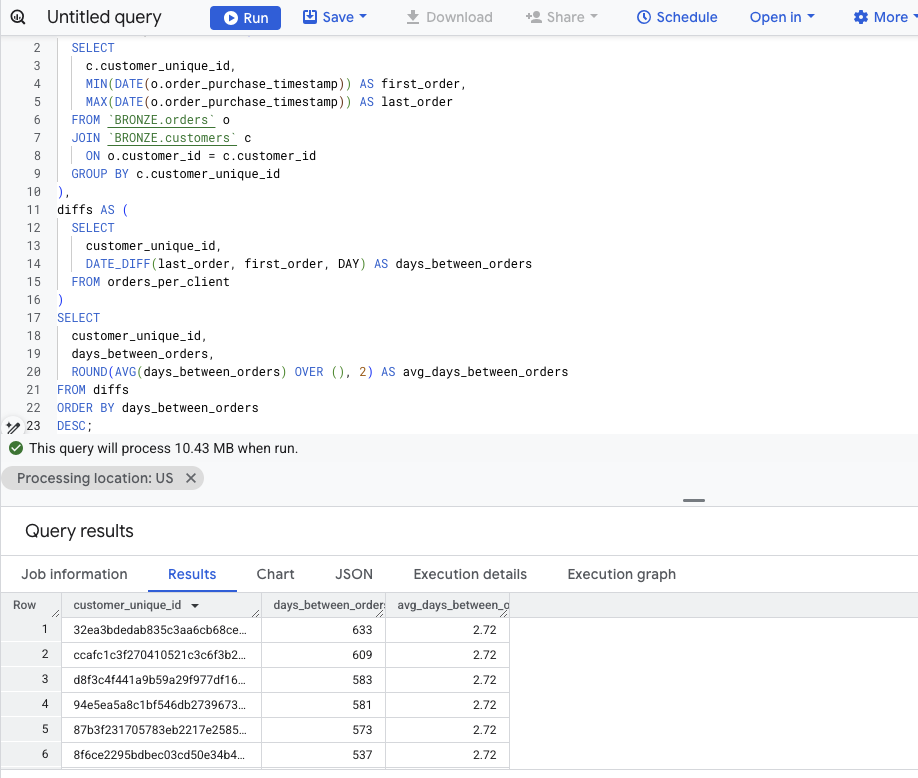 Untitled query Run Save Download Share Schedule Open in More
2 SELECT
3 c.customer_unique_id,
4 MIN(DATE(o.order_purchase_timestamp)) AS first_order,
5 MAX(DATE(o.order_purchase_timestamp)) AS last_order
6 FROM `BRONZE.orders` o
7 JOIN `BRONZE.customers` c
8 ON o.customer_id = c.customer_id
9 GROUP BY c.customer_unique_id
10 ),
11 diffs AS (
12 SELECT
13 customer_unique_id,
14 DATE_DIFF(last_order, first_order, DAY) AS days_between_orders
15 FROM orders_per_client
16 )
17 SELECT
18 customer_unique_id,
19 days_between_orders,
20 ROUND(AVG(days_between_orders) OVER (), 2) AS avg_days_between_orders
21 FROM diffs
22 ORDER BY days_between_orders
23 DESC;
This query will process 10.43 MB when run.
Processing location: US
Query results
Job information Results Chart JSON Execution details Execution graph
Row customer_unique_id days_between_order avg_days_between_o
1 32ea3bdedab835c3aa6cb68ce... 633 2.72
2 ccafc1c3f270410521c3c6f3b2... 609 2.72
3 d8f3c4f441a9b59a29f977df16... 583 2.72
4 94e5ea5a8c1bf546db2739673... 581 2.72
5 87b3f231705783eb2217e2585... 573 2.72
6 8f6ce2295bdbec03cd50e34b4... 537 2.72